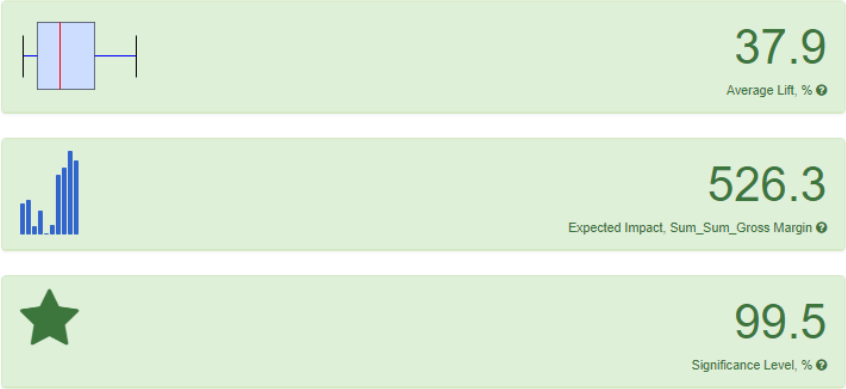 37.9
Average Lift, %
526.3
Expected Impact, Sum_Sum_Gross Margin
99.5
Significance Level, %